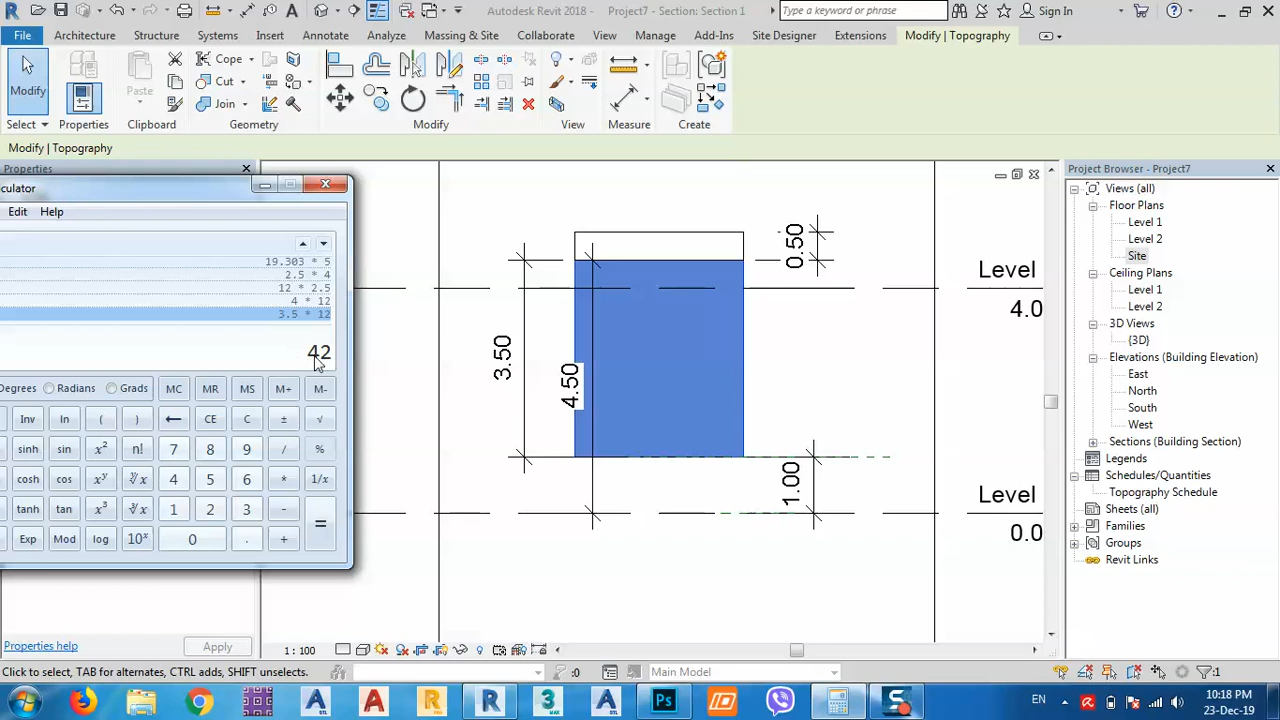 Autodesk Revit 2018 - Project7 - Section: Section 1
Type a keyword or phrase
Sign In
File Architecture Structure Systems Insert Annotate Analyze Massing & Site Collaborate View Manage Add-Ins Site Designer Extensions Modify | Topography
Modify
Paste
Cope
Cut
Join
Select Properties Clipboard Geometry Modify View Measure Create
Modify | Topography
Properties
culator
Edit Help
19.303 * 5
2.5 * 4
12 * 2.5
4 * 12
3.5 * 12
42
Degrees Radians Grads MC MR MS M+ M-
Inv ln ( ) ← CE C ± √
sinh sin x² n! 7 8 9 / %
cosh cos xʸ ʸ√x 4 5 6 * 1/x
tanh tan x³ ³√x 1 2 3 - =
Exp Mod log 10ˣ 0 . +
Properties help
Apply
0.50
3.50
4.50
1.00
Level
4.0
Level
0.0
Project Browser - Project7
Views (all)
Floor Plans
Level 1
Level 2
Site
Ceiling Plans
Level 1
Level 2
3D Views
{3D}
Elevations (Building Elevation)
East
North
South
West
Sections (Building Section)
Legends
Schedules/Quantities
Topography Schedule
Sheets (all)
Families
Groups
Revit Links
1 : 100
Click to select, TAB for alternates, CTRL adds, SHIFT unselects.
:0
Main Model
:1
EN
10:18 PM
23-Dec-19